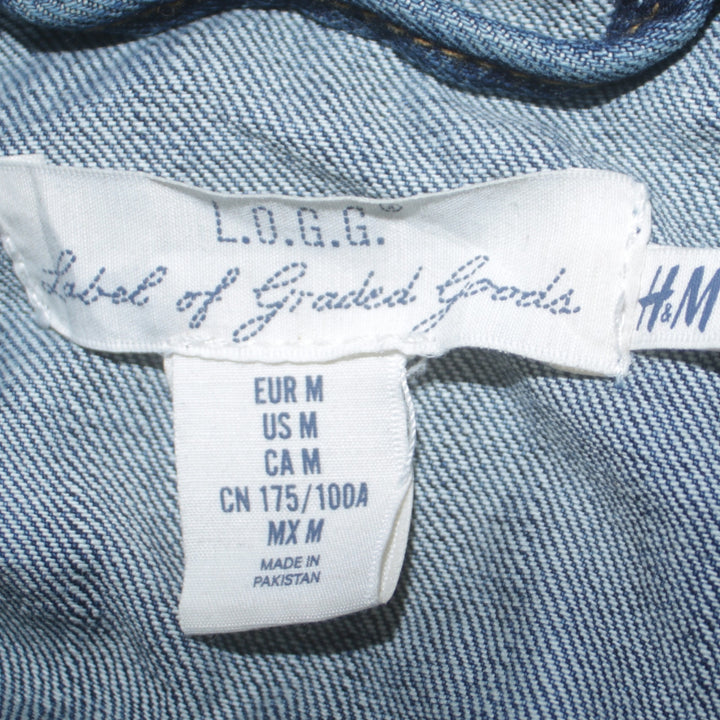 L.O.G.G.®
Label of Graded Goods
H&M
EUR M
US M
CA M
CN 175/100A
MX M
MADE IN
PAKISTAN